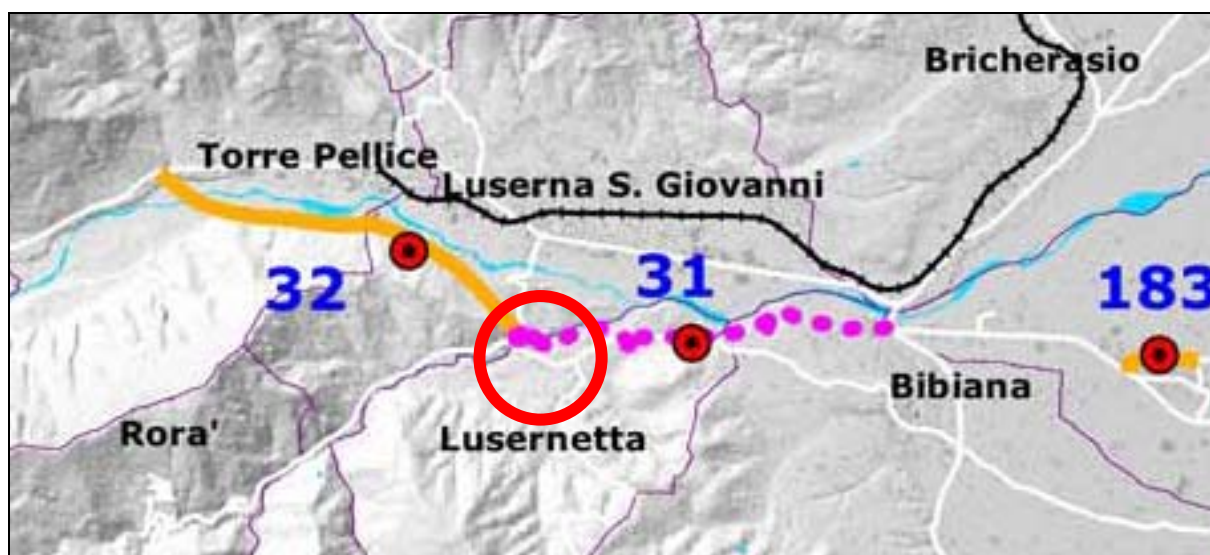 Bricherasio
Torre Pellice
Luserna S. Giovanni
32
31
183
Bibiana
Rora'
Lusernetta